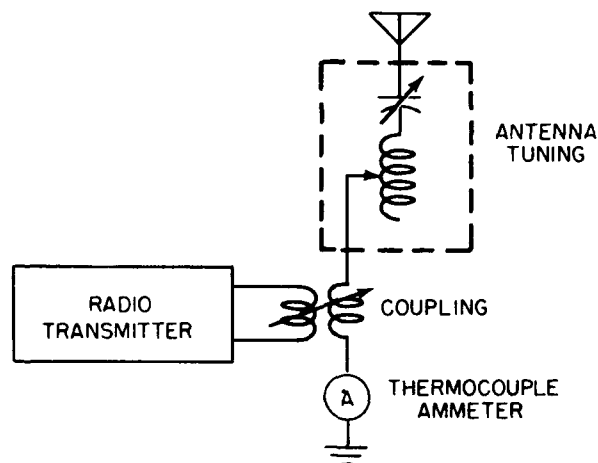 ANTENNA
TUNING
RADIO
TRANSMITTER
COUPLING
A
THERMOCOUPLE
AMMETER